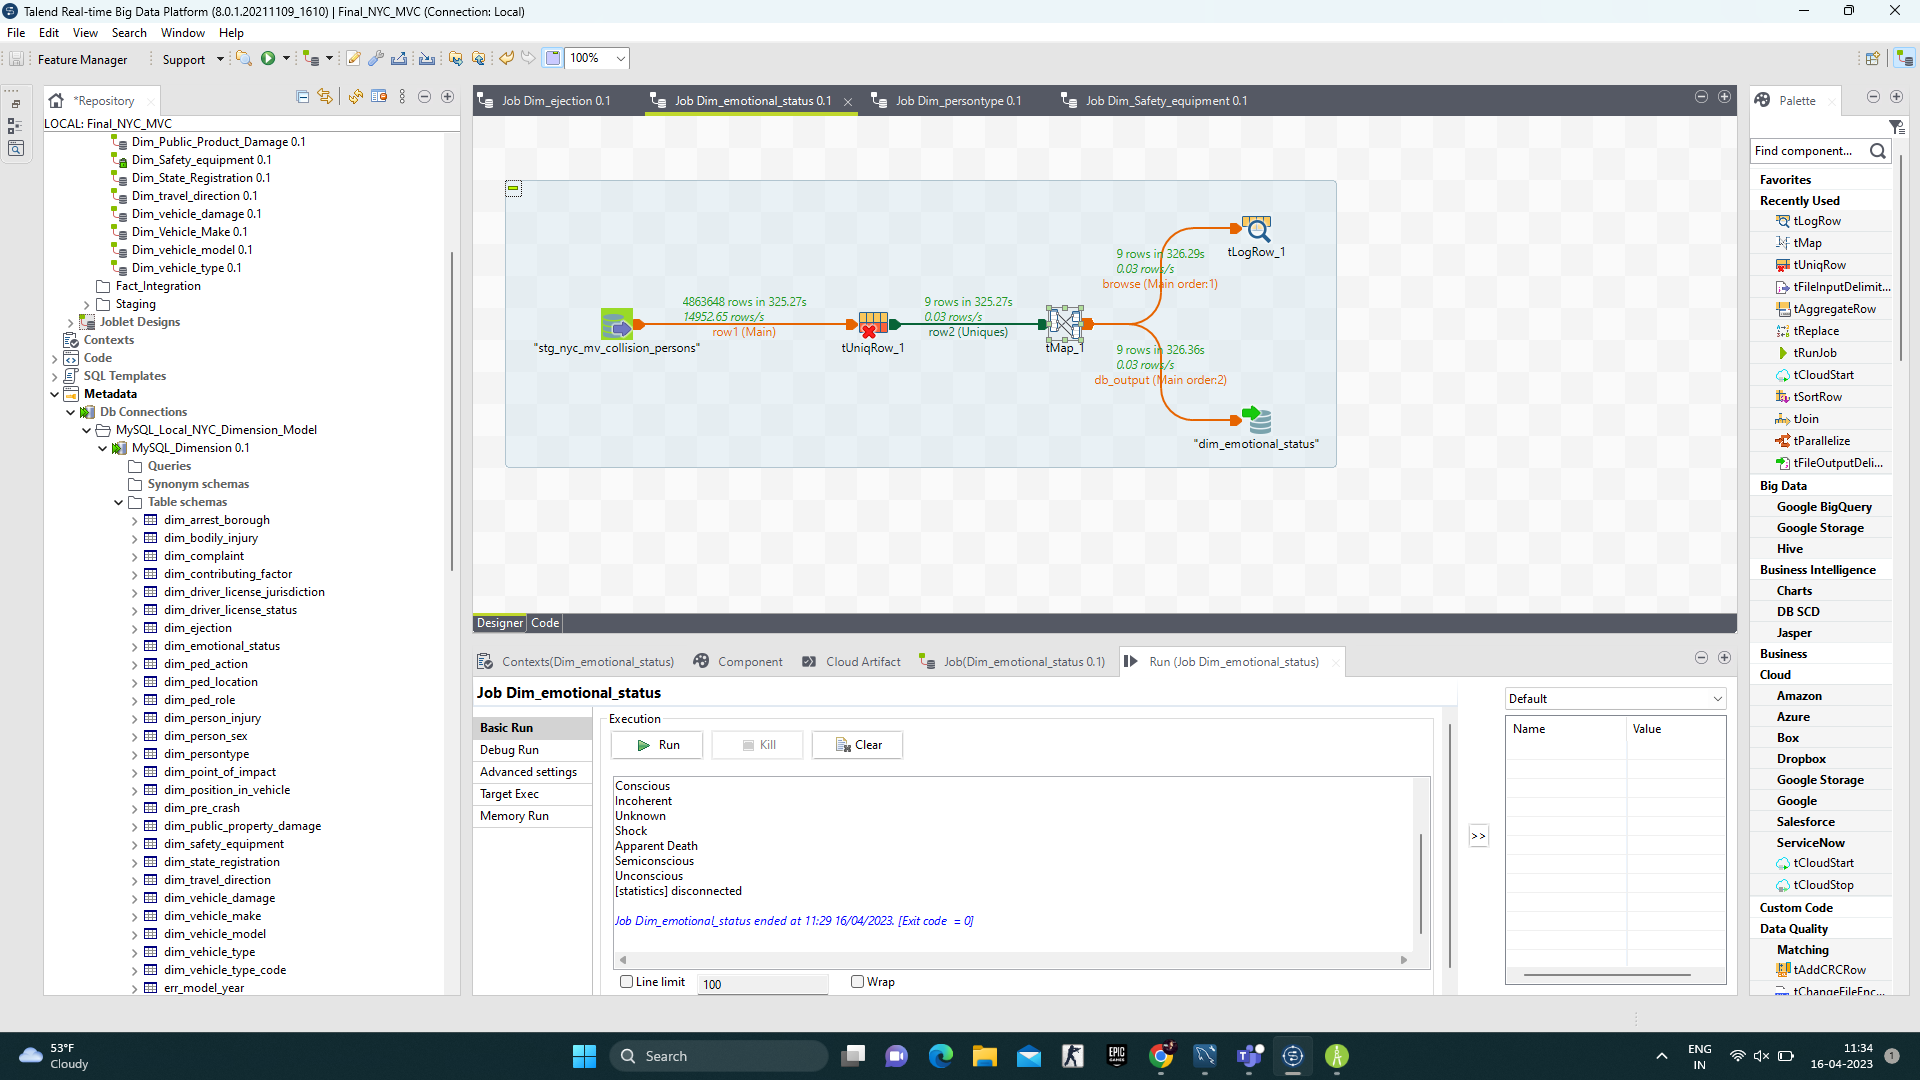 Talend Real-time Big Data Platform (8.0.1.20211109_1610) | Final_NYC_MVC (Connection: Local)
File Edit View Search Window Help
Feature Manager Support 100%
*Repository
LOCAL: Final_NYC_MVC
Dim_Public_Product_Damage 0.1
Dim_Safety_equipment 0.1
Dim_State_Registration 0.1
Dim_travel_direction 0.1
Dim_vehicle_damage 0.1
Dim_Vehicle_Make 0.1
Dim_vehicle_model 0.1
Dim_vehicle_type 0.1
Fact_Integration
Staging
Joblet Designs
Contexts
Code
SQL Templates
Metadata
Db Connections
MySQL_Local_NYC_Dimension_Model
MySQL_Dimension 0.1
Queries
Synonym schemas
Table schemas
dim_arrest_borough
dim_bodily_injury
dim_complaint
dim_contributing_factor
dim_driver_license_jurisdiction
dim_driver_license_status
dim_ejection
dim_emotional_status
dim_ped_action
dim_ped_location
dim_ped_role
dim_person_injury
dim_person_sex
dim_persontype
dim_point_of_impact
dim_position_in_vehicle
dim_pre_crash
dim_public_property_damage
dim_safety_equipment
dim_state_registration
dim_travel_direction
dim_vehicle_damage
dim_vehicle_make
dim_vehicle_model
dim_vehicle_type
dim_vehicle_type_code
err_model_year
Job Dim_ejection 0.1 Job Dim_emotional_status 0.1 Job Dim_persontype 0.1 Job Dim_Safety_equipment 0.1
9 rows in 326.29s
0.03 rows/s
browse (Main order:1)
tLogRow_1
4863648 rows in 325.27s
14952.65 rows/s
row1 (Main)
"stg_nyc_mv_collision_persons"
tUniqRow_1
9 rows in 325.27s
0.03 rows/s
row2 (Uniques)
tMap_1
9 rows in 326.36s
0.03 rows/s
db_output (Main order:2)
"dim_emotional_status"
Designer Code
Contexts(Dim_emotional_status) Component Cloud Artifact Job(Dim_emotional_status 0.1) Run (Job Dim_emotional_status)
Job Dim_emotional_status
Basic Run
Debug Run
Advanced settings
Target Exec
Memory Run
Execution
Run Kill Clear
Conscious
Incoherent
Unknown
Shock
Apparent Death
Semiconscious
Unconscious
[statistics] disconnected
Job Dim_emotional_status ended at 11:29 16/04/2023. [Exit code = 0]
Line limit 100 Wrap
>>
Default
Name Value
Palette
Find component...
Favorites
Recently Used
tLogRow
tMap
tUniqRow
tFileInputDelimit...
tAggregateRow
tReplace
tRunJob
tCloudStart
tSortRow
tJoin
tParallelize
tFileOutputDeli...
Big Data
Google BigQuery
Google Storage
Hive
Business Intelligence
Charts
DB SCD
Jasper
Business
Cloud
Amazon
Azure
Box
Dropbox
Google Storage
Google
Salesforce
ServiceNow
tCloudStart
tCloudStop
Custom Code
Data Quality
Matching
tAddCRCRow
tChangeFileEnc...
53°F
Cloudy
Search
EPIC
GAMES
ENG
IN
11:34
16-04-2023
1